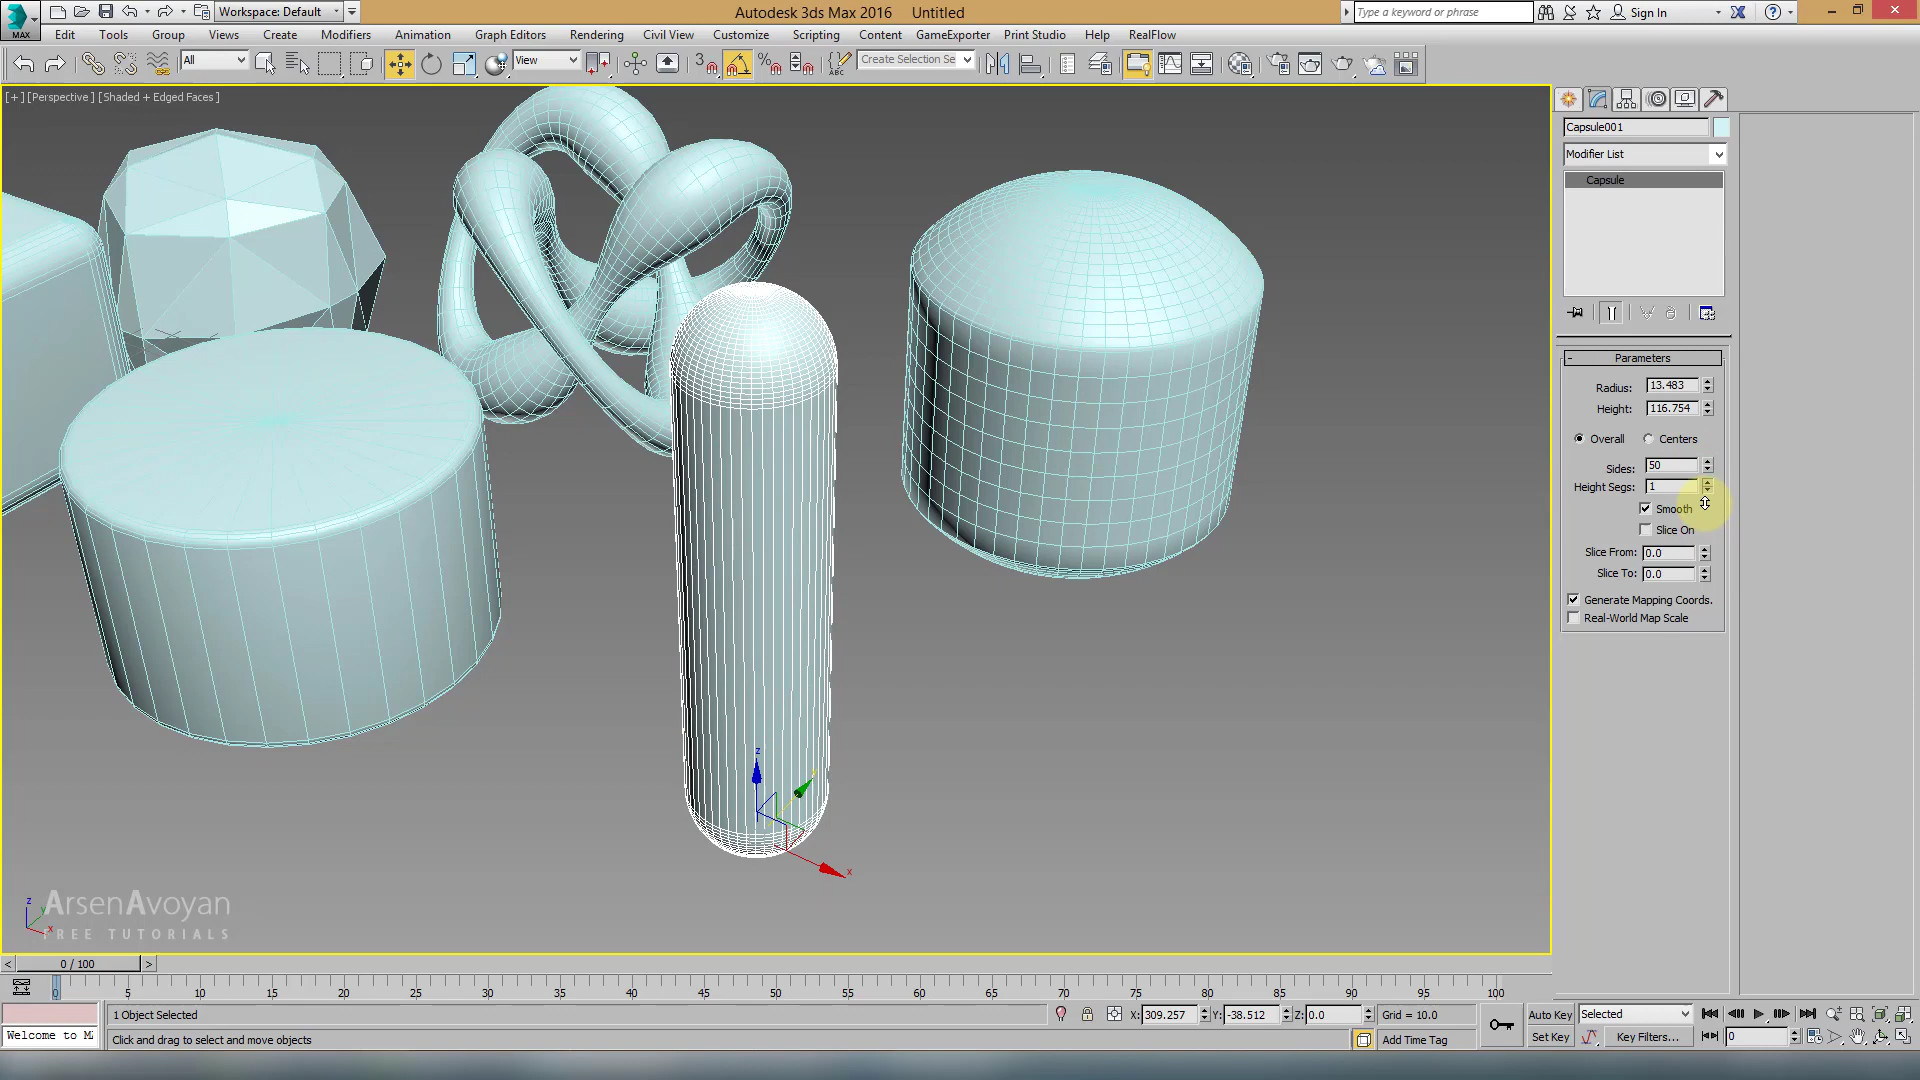 Workspace: Default
Autodesk 3ds Max 2016 Untitled
Type a keyword or phrase
Sign In
MAX
Edit Tools Group Views Create Modifiers Animation Graph Editors Rendering Civil View Customize Scripting Content GameExporter Print Studio Help RealFlow
All
View
3
ABC
Create Selection Se
[+] [Perspective] [Shaded + Edged Faces]
Capsule001
Modifier List
Capsule
- Parameters
Radius: 13.483
Height: 116.754
Overall Centers
Sides: 50
Height Segs: 1
Smooth
Slice On
Slice From: 0.0
Slice To: 0.0
Generate Mapping Coords.
Real-World Map Scale
z
x
z
x
ArsenAvoyan
FREE TUTORIALS
< 0 / 100 >
0 5 10 15 20 25 30 35 40 45 50 55 60 65 70 75 80 85 90 95 100
1 Object Selected
X: 309.257 Y: -38.512 Z: 0.0
Grid = 10.0
Auto Key
Selected
Welcome to M
Click and drag to select and move objects
Add Time Tag
Set Key
Key Filters...
0